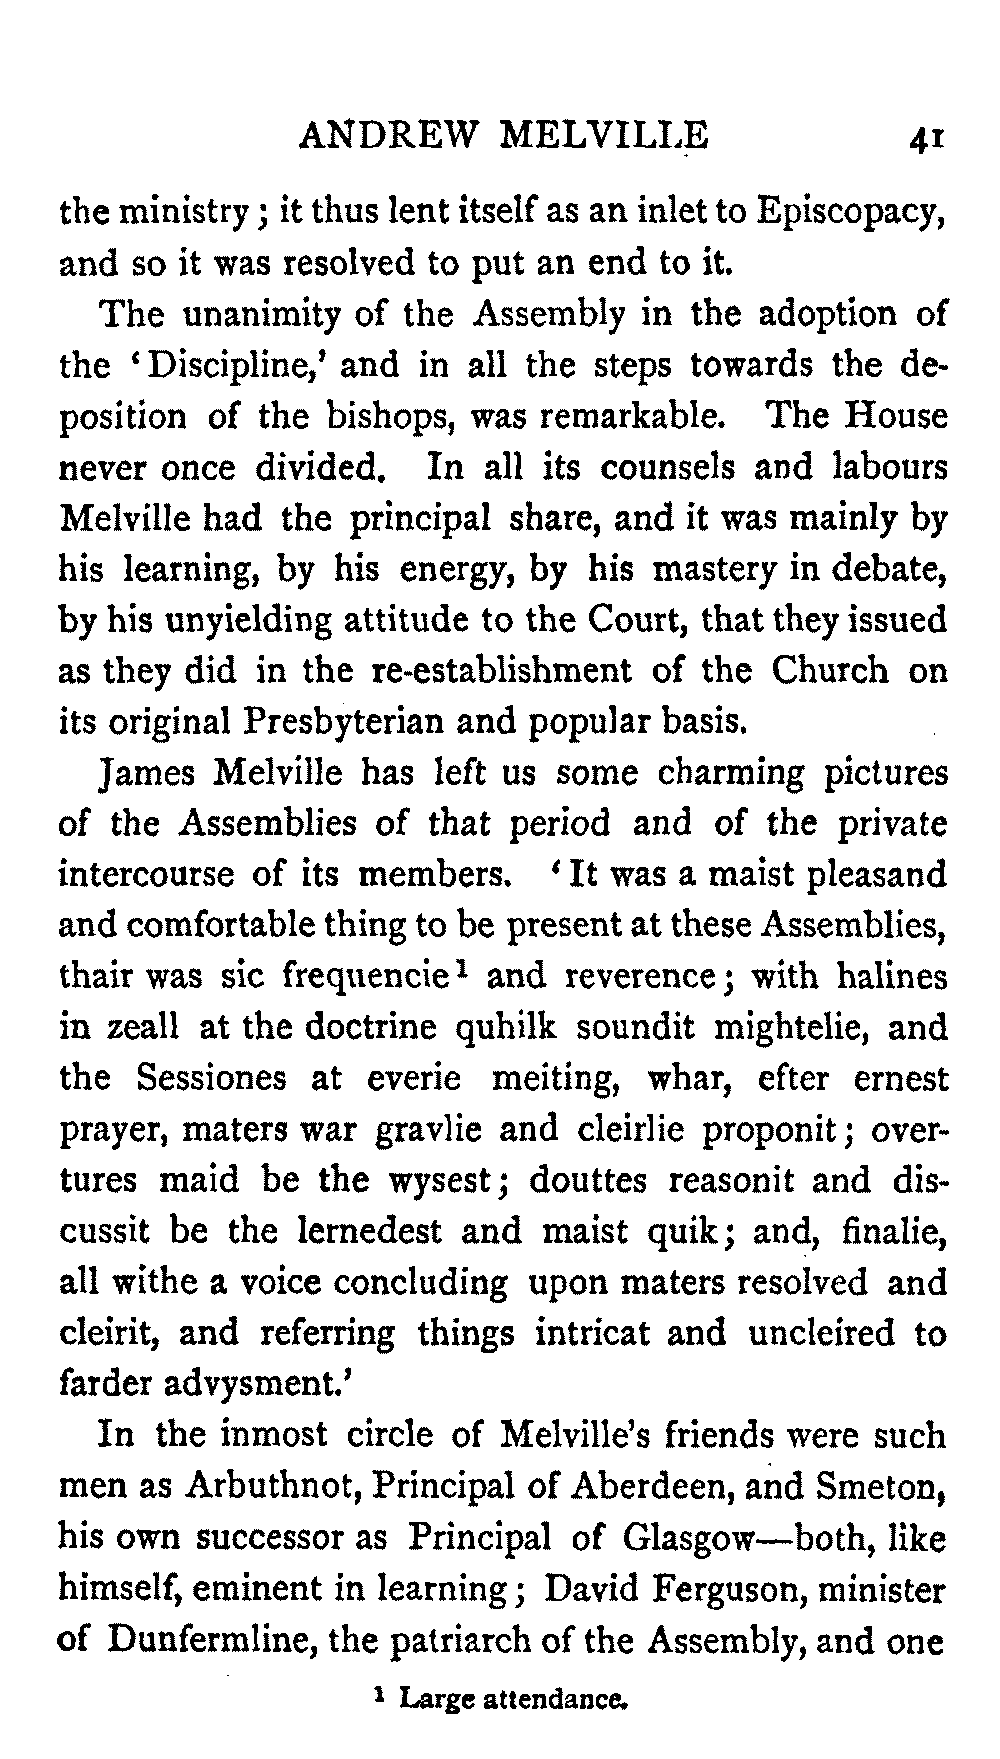 ANDREW MELVILLE 41
the ministry; it thus lent itself as an inlet to Episcopacy,
and so it was resolved to put an end to it.
The unanimity of the Assembly in the adoption of
the ‘Discipline,’ and in all the steps towards the de-
position of the bishops, was remarkable. The House
never once divided. In all its counsels and labours
Melville had the principal share, and it was mainly by
his learning, by his energy, by his mastery in debate,
by his unyielding attitude to the Court, that they issued
as they did in the re-establishment of the Church on
its original Presbyterian and popular basis.
James Melville has left us some charming pictures
of the Assemblies of that period and of the private
intercourse of its members. ‘It was a maist pleasand
and comfortable thing to be present at these Assemblies,
thair was sic frequencie¹ and reverence; with halines
in zeall at the doctrine quhilk soundit mightelie, and
the Sessiones at everie meiting, whar, efter ernest
prayer, maters war gravlie and cleirlie proponit; over-
tures maid be the wysest; douttes reasonit and dis-
cussit be the lernedest and maist quik; and, finalie,
all withe a voice concluding upon maters resolved and
cleirit, and referring things intricat and uncleired to
farder advysment.’
In the inmost circle of Melville’s friends were such
men as Arbuthnot, Principal of Aberdeen, and Smeton,
his own successor as Principal of Glasgow—both, like
himself, eminent in learning; David Ferguson, minister
of Dunfermline, the patriarch of the Assembly, and one
¹ Large attendance.